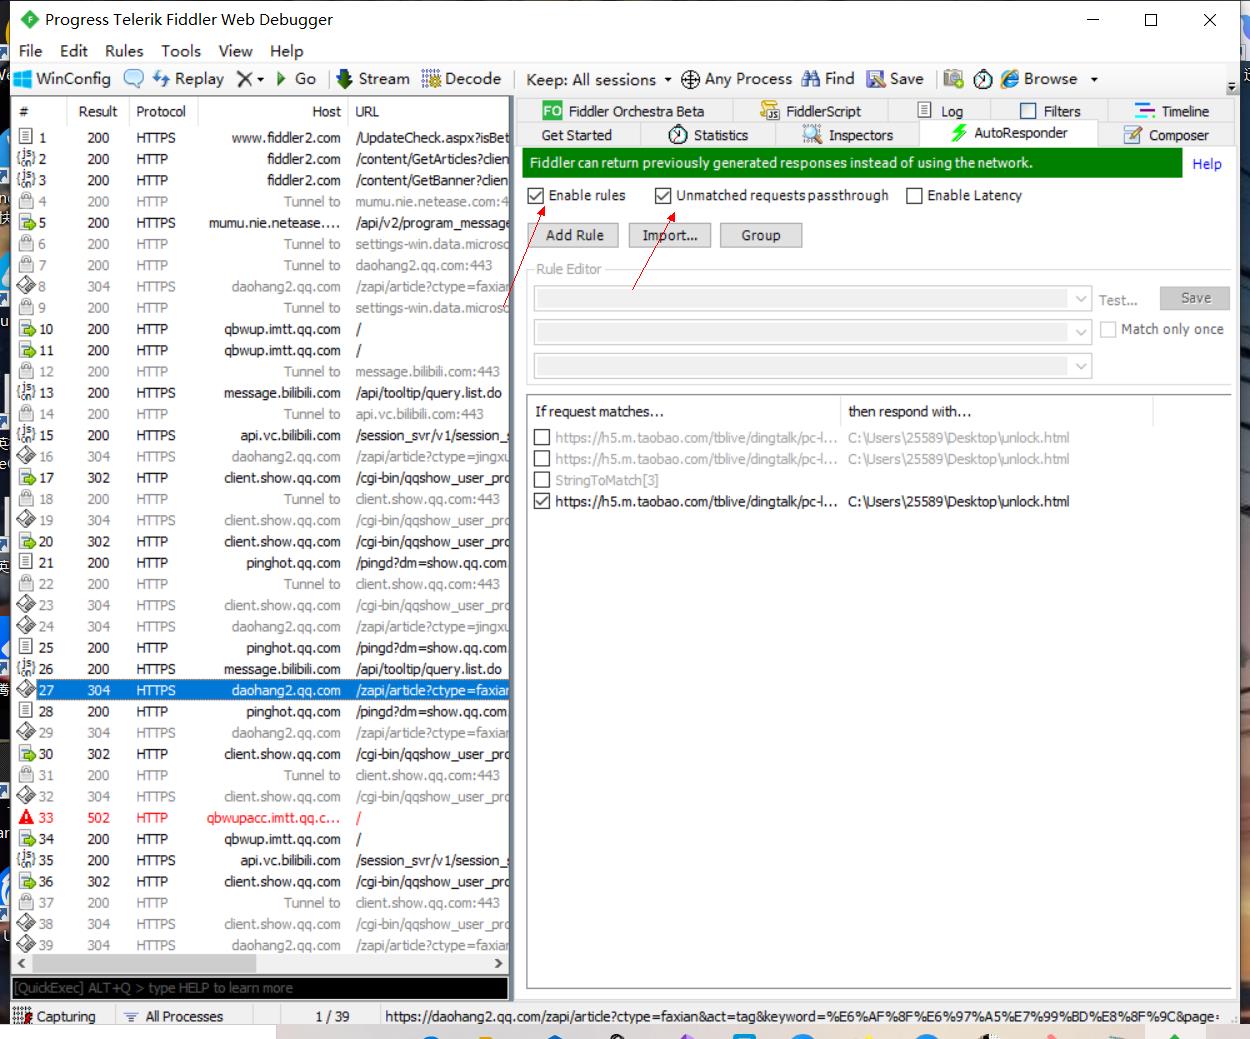 Progress Telerik Fiddler Web Debugger
File Edit Rules Tools View Help
WinConfig Replay Go Stream Decode Keep: All sessions Any Process Find Save Browse
# Result Protocol Host URL
1 200 HTTPS www.fiddler2.com /UpdateCheck.aspx?isBet
2 200 HTTP fiddler2.com /content/GetArticles?clien
3 200 HTTP fiddler2.com /content/GetBanner?clien
4 200 HTTP Tunnel to mumu.nie.netease.com:4
5 200 HTTP mumu.nie.netease.... /api/v2/program_message
6 200 HTTP Tunnel to settings-win.data.microso
7 200 HTTP Tunnel to daohang2.qq.com:443
8 304 HTTPS daohang2.qq.com /zapi/article?ctype=faxian
9 200 HTTP Tunnel to settings-win.data.microso
10 200 HTTP qbwup.imtt.qq.com /
11 200 HTTP qbwup.imtt.qq.com /
12 200 HTTP Tunnel to message.bilibili.com:443
13 200 HTTPS message.bilibili.com /api/tooltip/query.list.do
14 200 HTTP Tunnel to api.vc.bilibili.com:443
15 200 HTTPS api.vc.bilibili.com /session_svr/v1/session_s
16 304 HTTPS daohang2.qq.com /zapi/article?ctype=jingxu
17 302 HTTP client.show.qq.com /cgi-bin/qqshow_user_pro
18 200 HTTP Tunnel to client.show.qq.com:443
19 304 HTTPS client.show.qq.com /cgi-bin/qqshow_user_pro
20 302 HTTP client.show.qq.com /cgi-bin/qqshow_user_pro
21 200 HTTP pinghot.qq.com /pingd?dm=show.qq.com
22 200 HTTP Tunnel to client.show.qq.com:443
23 304 HTTPS client.show.qq.com /cgi-bin/qqshow_user_pro
24 304 HTTPS daohang2.qq.com /zapi/article?ctype=jingxu
25 200 HTTP pinghot.qq.com /pingd?dm=show.qq.com
26 200 HTTPS message.bilibili.com /api/tooltip/query.list.do
27 304 HTTPS daohang2.qq.com /zapi/article?ctype=faxian
28 200 HTTP pinghot.qq.com /pingd?dm=show.qq.com
29 304 HTTPS daohang2.qq.com /zapi/article?ctype=faxian
30 302 HTTP client.show.qq.com /cgi-bin/qqshow_user_pro
31 200 HTTP Tunnel to client.show.qq.com:443
32 304 HTTPS client.show.qq.com /cgi-bin/qqshow_user_pro
33 502 HTTP qbwupacc.imtt.qq.c... /
34 200 HTTP qbwup.imtt.qq.com /
35 200 HTTPS api.vc.bilibili.com /session_svr/v1/session_s
36 302 HTTP client.show.qq.com /cgi-bin/qqshow_user_pro
37 200 HTTP Tunnel to client.show.qq.com:443
38 304 HTTPS client.show.qq.com /cgi-bin/qqshow_user_pro
39 304 HTTPS daohang2.qq.com /zapi/article?ctype=faxian
[QuickExec] ALT+Q > type HELP to learn more
FO Fiddler Orchestra Beta FiddlerScript Log Filters Timeline
Get Started Statistics Inspectors AutoResponder Composer
Fiddler can return previously generated responses instead of using the network. Help
Enable rules Unmatched requests passthrough Enable Latency
Add Rule Import... Group
Rule Editor
Test... Save
Match only once
If request matches... then respond with...
https://h5.m.taobao.com/tblive/dingtalk/pc-l... C:\Users\25589\Desktop\unlock.html
https://h5.m.taobao.com/tblive/dingtalk/pc-l... C:\Users\25589\Desktop\unlock.html
StringToMatch[3]
https://h5.m.taobao.com/tblive/dingtalk/pc-l... C:\Users\25589\Desktop\unlock.html
Capturing All Processes 1 / 39 https://daohang2.qq.com/zapi/article?ctype=faxian&act=tag&keyword=%E6%AF%8F%E6%97%A5%E7%99%BD%E8%8F%9C&page=